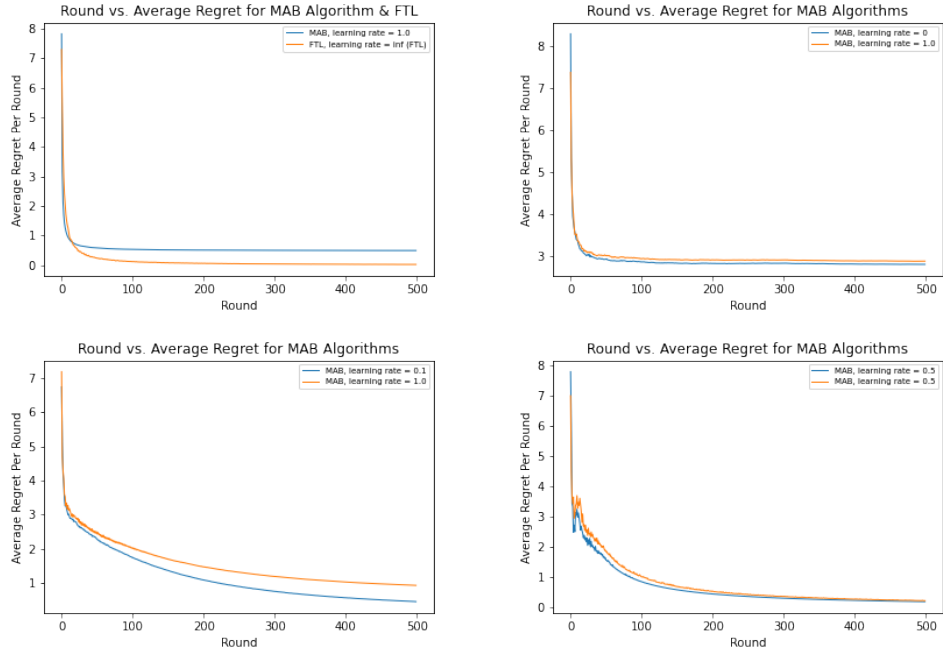 Round vs. Average Regret for MAB Algorithm & FTL
MAB, learning rate = 1.0
FTL, learning rate = inf (FTL)
Average Regret Per Round
8
7
6
5
4
3
2
1
0
0 100 200 300 400 500
Round
Round vs. Average Regret for MAB Algorithms
MAB, learning rate = 0
MAB, learning rate = 1.0
Average Regret Per Round
8
7
6
5
4
3
0 100 200 300 400 500
Round
Round vs. Average Regret for MAB Algorithms
MAB, learning rate = 0.1
MAB, learning rate = 1.0
Average Regret Per Round
7
6
5
4
3
2
1
0 100 200 300 400 500
Round
Round vs. Average Regret for MAB Algorithms
MAB, learning rate = 0.5
MAB, learning rate = 0.5
Average Regret Per Round
8
7
6
5
4
3
2
1
0
0 100 200 300 400 500
Round